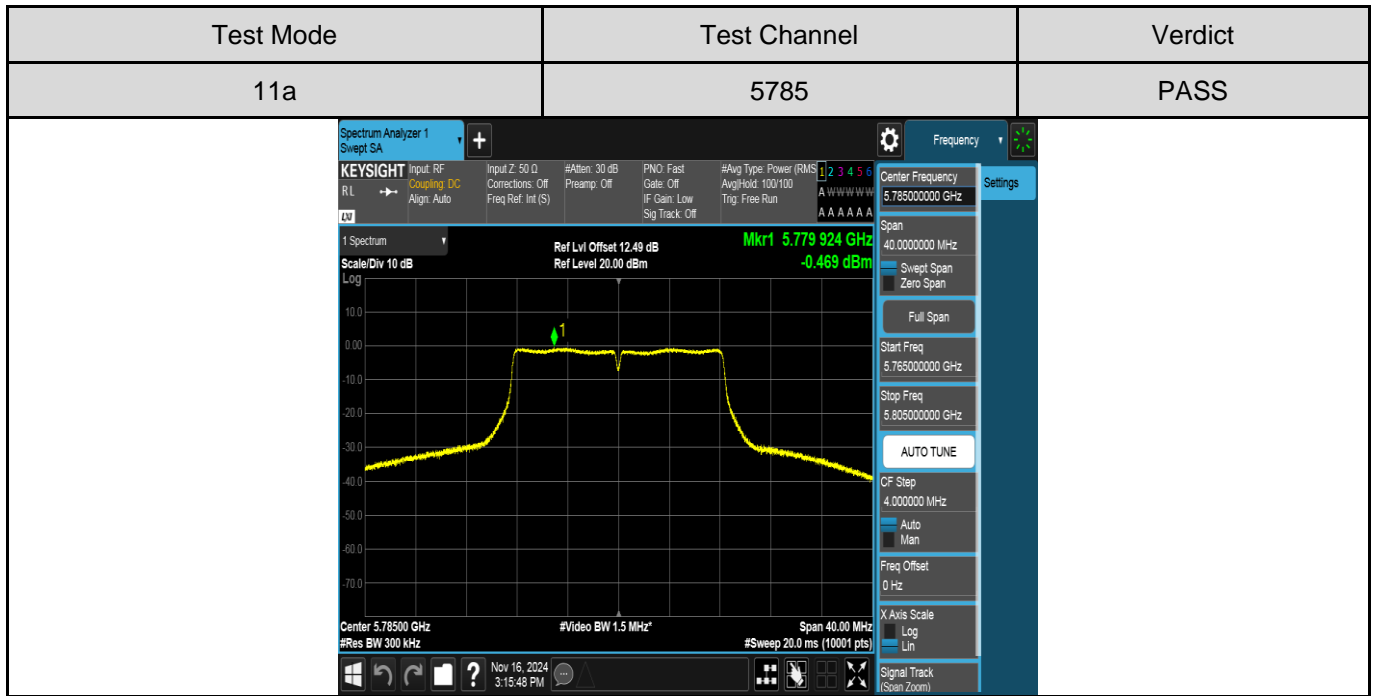 Test Mode Test Channel Verdict
11a 5785 PASS
Spectrum Analyzer 1
Swept SA
+
Frequency
KEYSIGHT
RL
LXI
Input: RF
Coupling: DC
Align: Auto
Input Z: 50 Ω
Corrections: Off
Freq Ref: Int (S)
#Atten: 30 dB
Preamp: Off
PNO: Fast
Gate: Off
IF Gain: Low
Sig Track: Off
#Avg Type: Power (RMS
Avg|Hold: 100/100
Trig: Free Run
1 2 3 4 5 6
A W W W W W
A A A A A A
1 Spectrum
Scale/Div 10 dB
Ref Lvl Offset 12.49 dB
Ref Level 20.00 dBm
Mkr1 5.779 924 GHz
-0.469 dBm
Log
10.0
0.00
-10.0
-20.0
-30.0
-40.0
-50.0
-60.0
-70.0
1
Center 5.78500 GHz
#Res BW 300 kHz
#Video BW 1.5 MHz*
Span 40.00 MHz
#Sweep 20.0 ms (10001 pts)
?
Nov 16, 2024
3:15:48 PM
Center Frequency
5.785000000 GHz
Settings
Span
40.0000000 MHz
Swept Span
Zero Span
Full Span
Start Freq
5.765000000 GHz
Stop Freq
5.805000000 GHz
AUTO TUNE
CF Step
4.000000 MHz
Auto
Man
Freq Offset
0 Hz
X Axis Scale
Log
Lin
Signal Track
(Span Zoom)